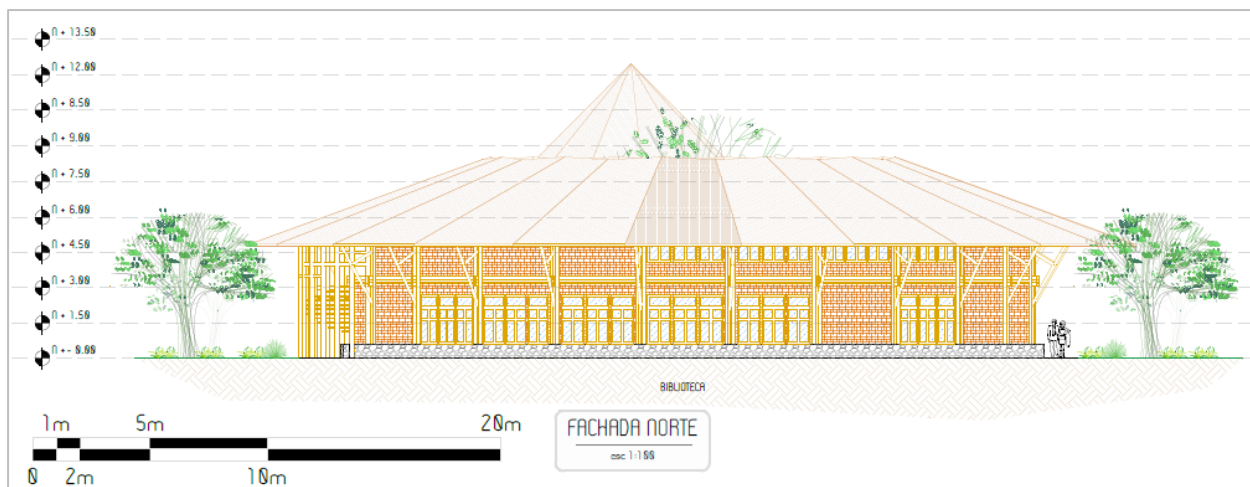 N + 13.50
N + 12.00
N + 8.50
N + 9.00
N + 7.50
N + 6.00
N + 4.50
N + 3.00
N + 1.50
N +- 0.00
BIBLIOTECA
1m 5m 20m
0 2m 10m
FACHADA NORTE
esc 1:100